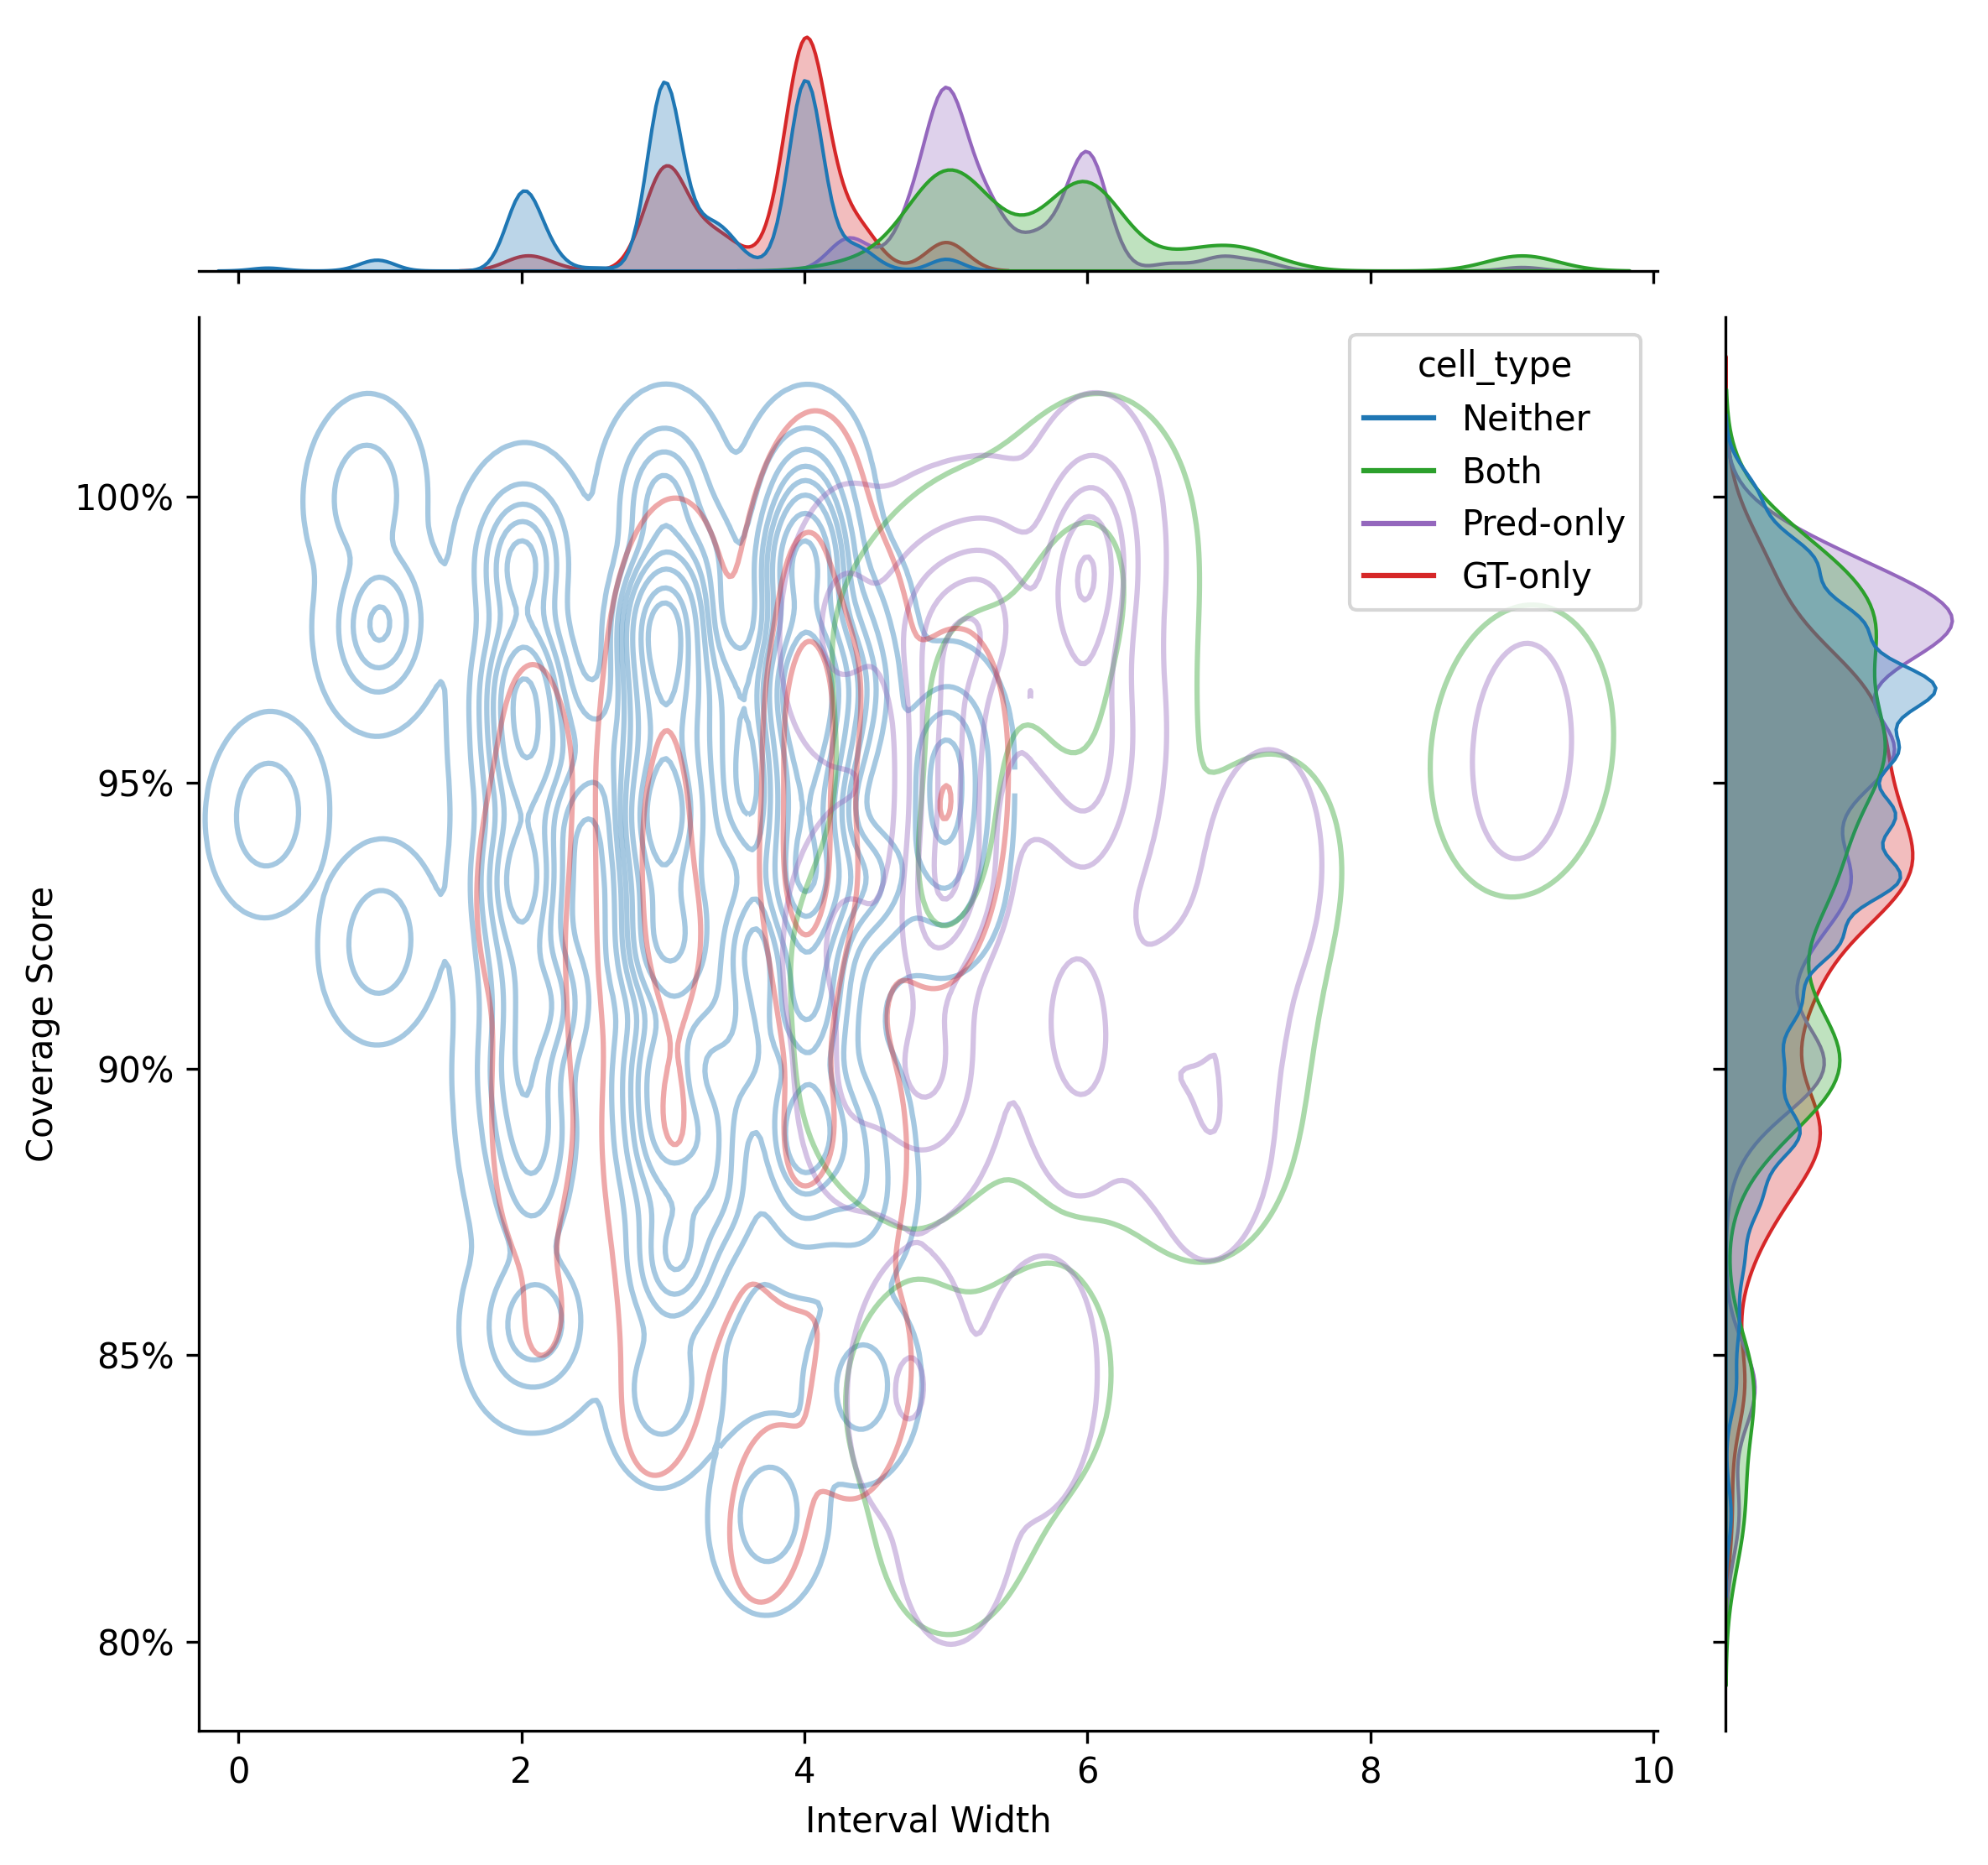 cell_type
Neither
Both
Pred-only
GT-only
100%
95%
90%
85%
80%
Coverage Score
0 2 4 6 8 10
Interval Width